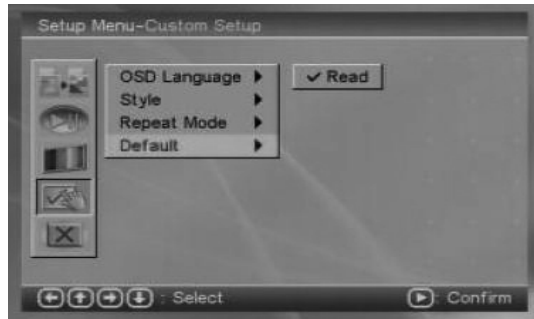 Setup Menu-Custom Setup
OSD Language
Style
Repeat Mode
Default
Read
: Select
: Confirm